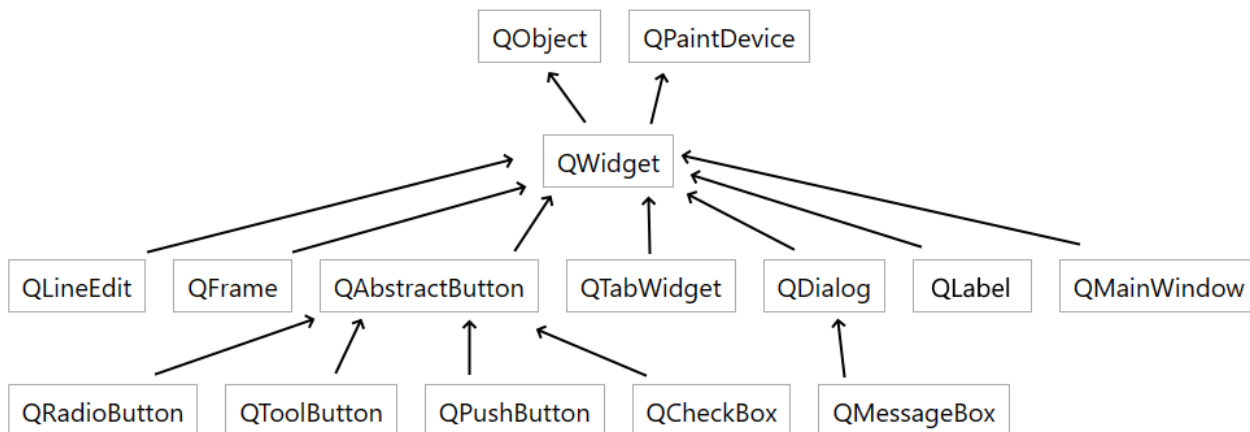 QObject QPaintDevice
QWidget
QLineEdit QFrame QAbstractButton QTabWidget QDialog QLabel QMainWindow
QRadioButton QToolButton QPushButton QCheckBox QMessageBox